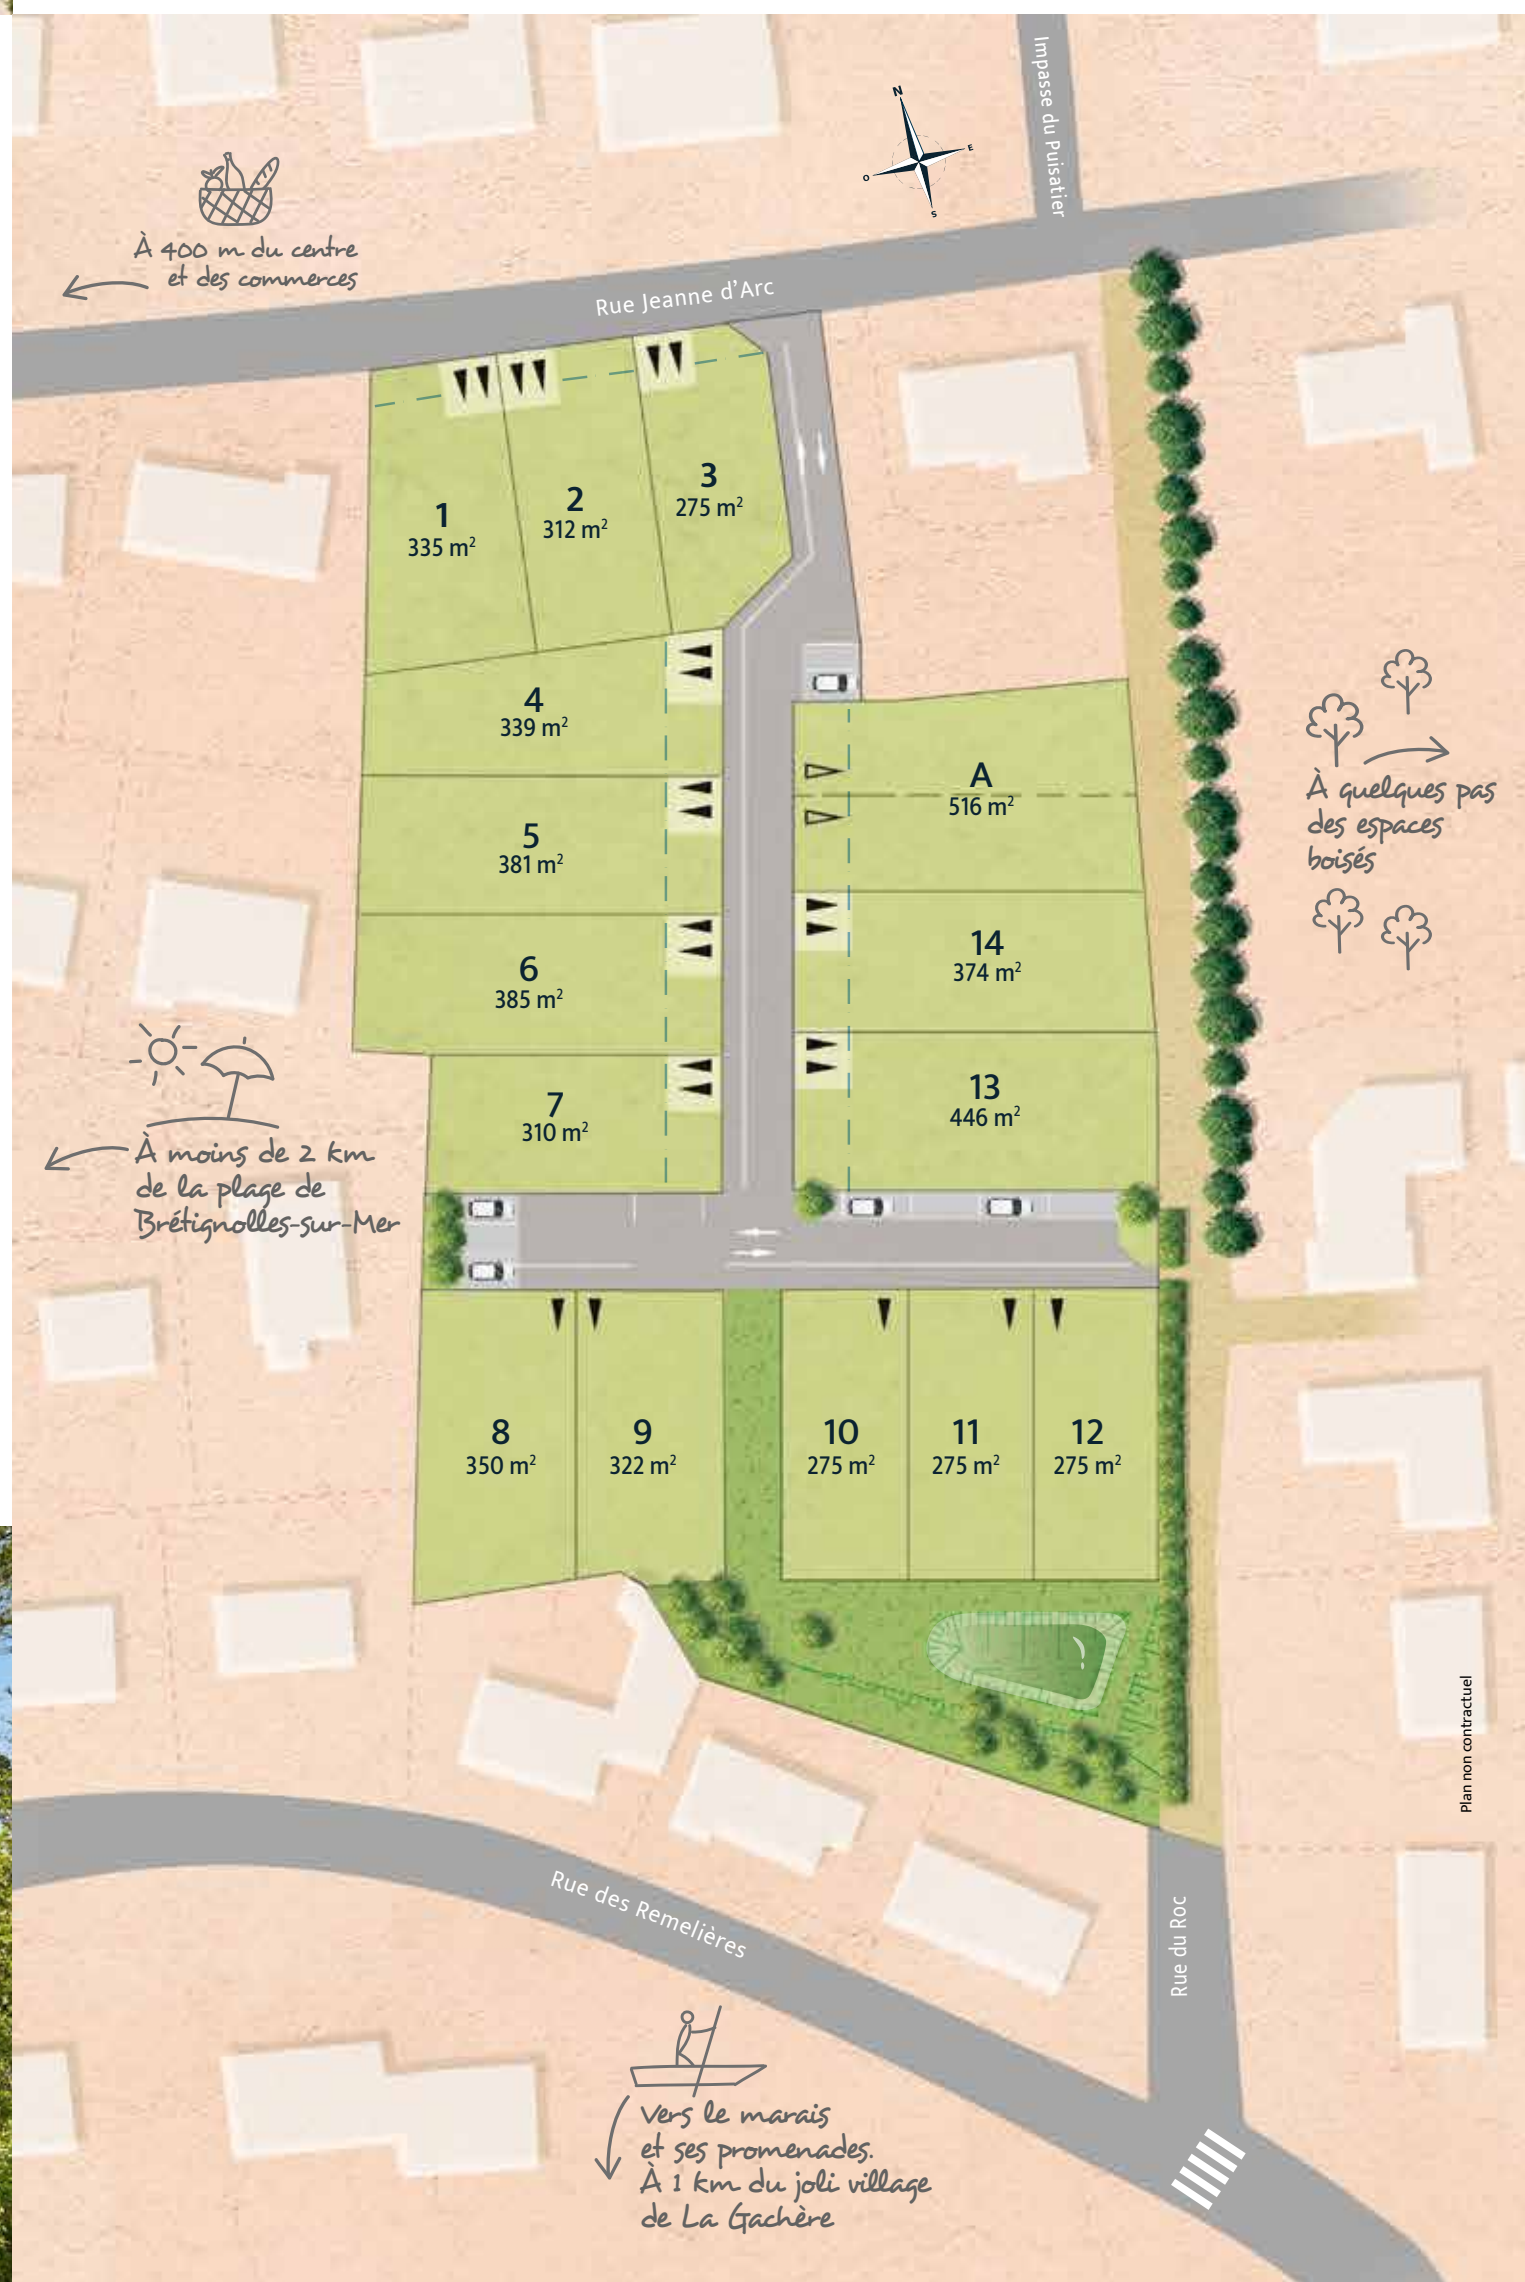 Impasse du Puisatier
N
E
O
S
À 400 m du centre
et des commerces
Rue Jeanne d'Arc
1
335 m²
2
312 m²
3
275 m²
4
339 m²
5
381 m²
6
385 m²
7
310 m²
A
516 m²
14
374 m²
13
446 m²
À quelques pas
des espaces
boisés
À moins de 2 km
de la plage de
Brétignolles-sur-Mer
8
350 m²
9
322 m²
10
275 m²
11
275 m²
12
275 m²
Plan non contractuel
Rue des Remelières
Rue du Roc
Vers le marais
et ses promenades.
À 1 km du joli village
de La Gachère